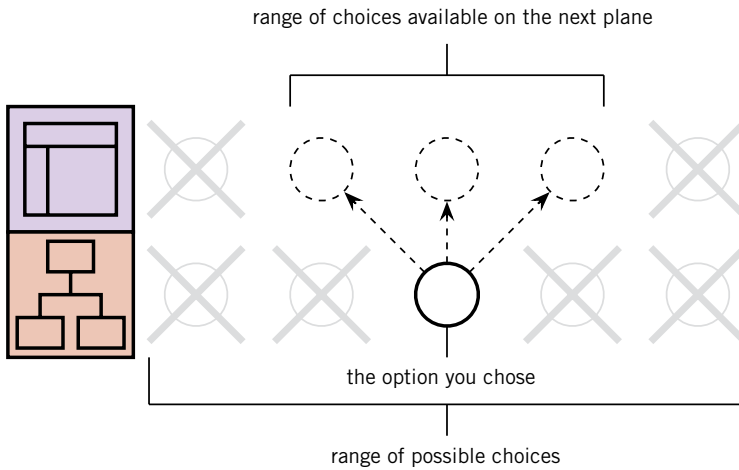 range of choices available on the next plane
the option you chose
range of possible choices